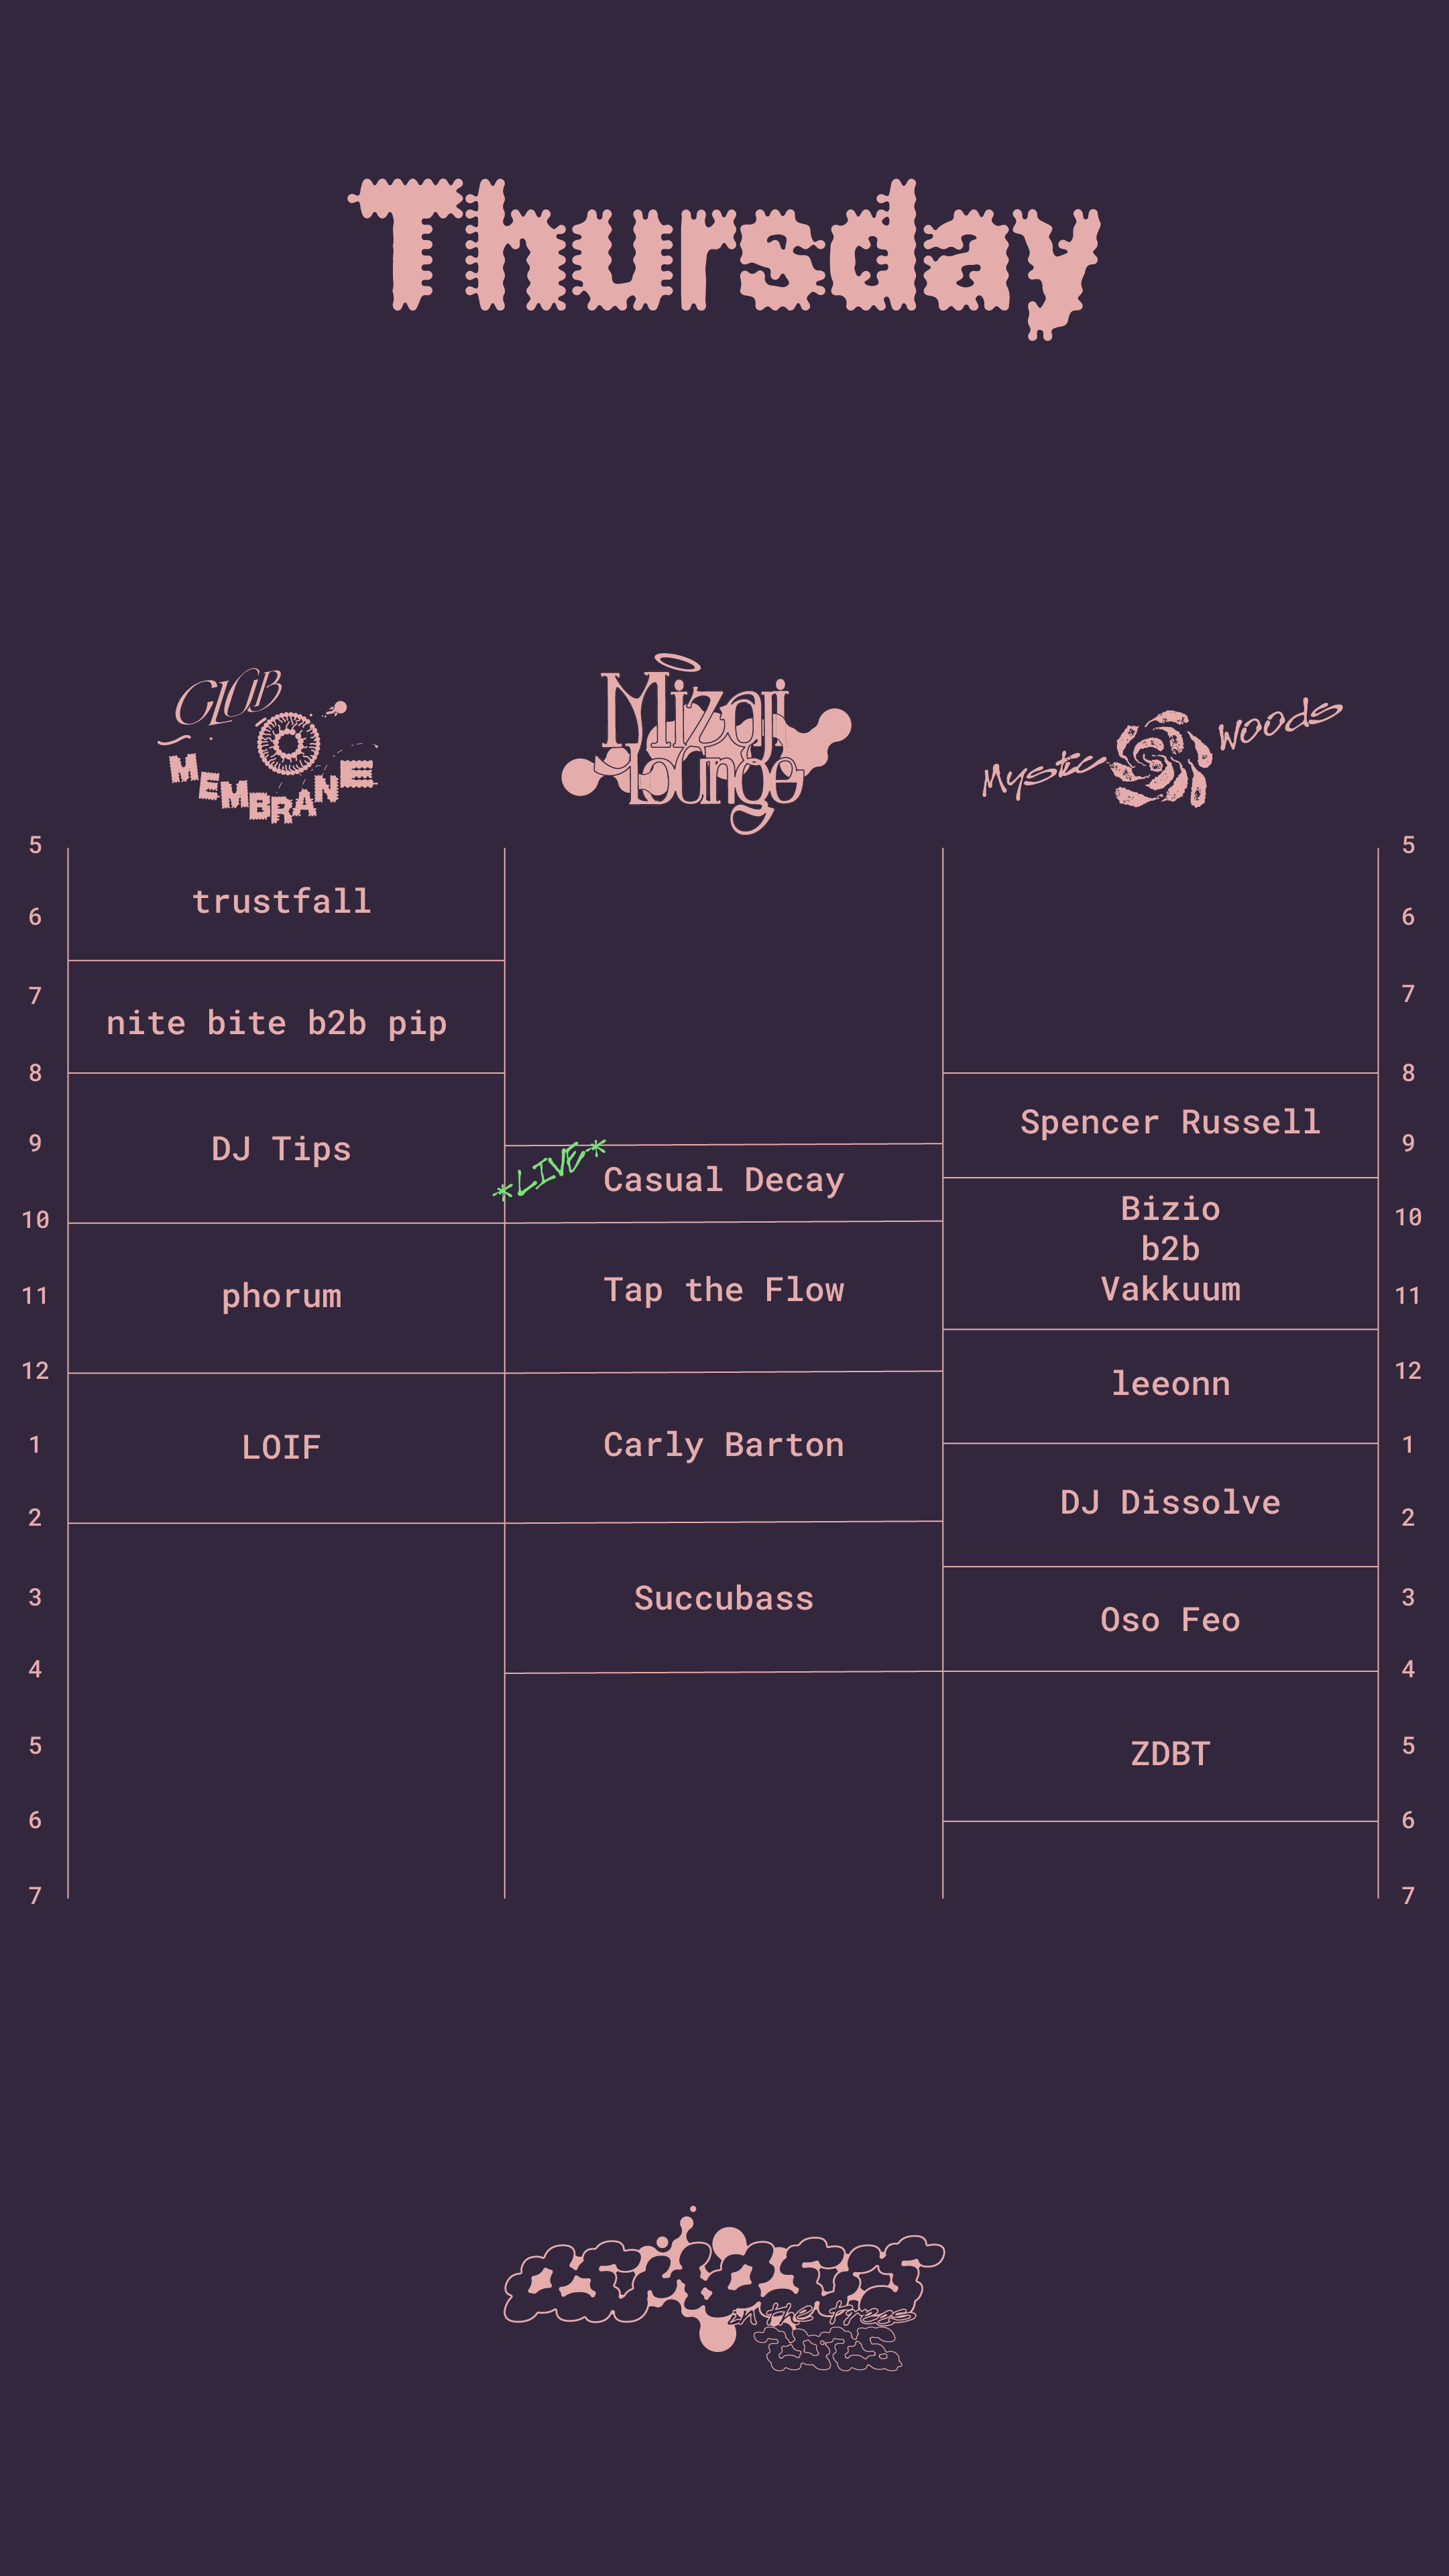 Thursday
CLUB
MEMBRANE
Mizaji
Lounge
Mystic Woods
5
trustfall
6
7
nite bite b2b pip
8
DJ Tips
9
10
phorum
11
12
LOIF
1
2
3
4
5
6
7
*LIVE*
Casual Decay
Tap the Flow
Carly Barton
Succubass
Spencer Russell
Bizio
b2b
Vakkuum
leeonn
DJ Dissolve
Oso Feo
ZDBT
5
6
7
8
9
10
11
12
1
2
3
4
5
6
7
in the trees